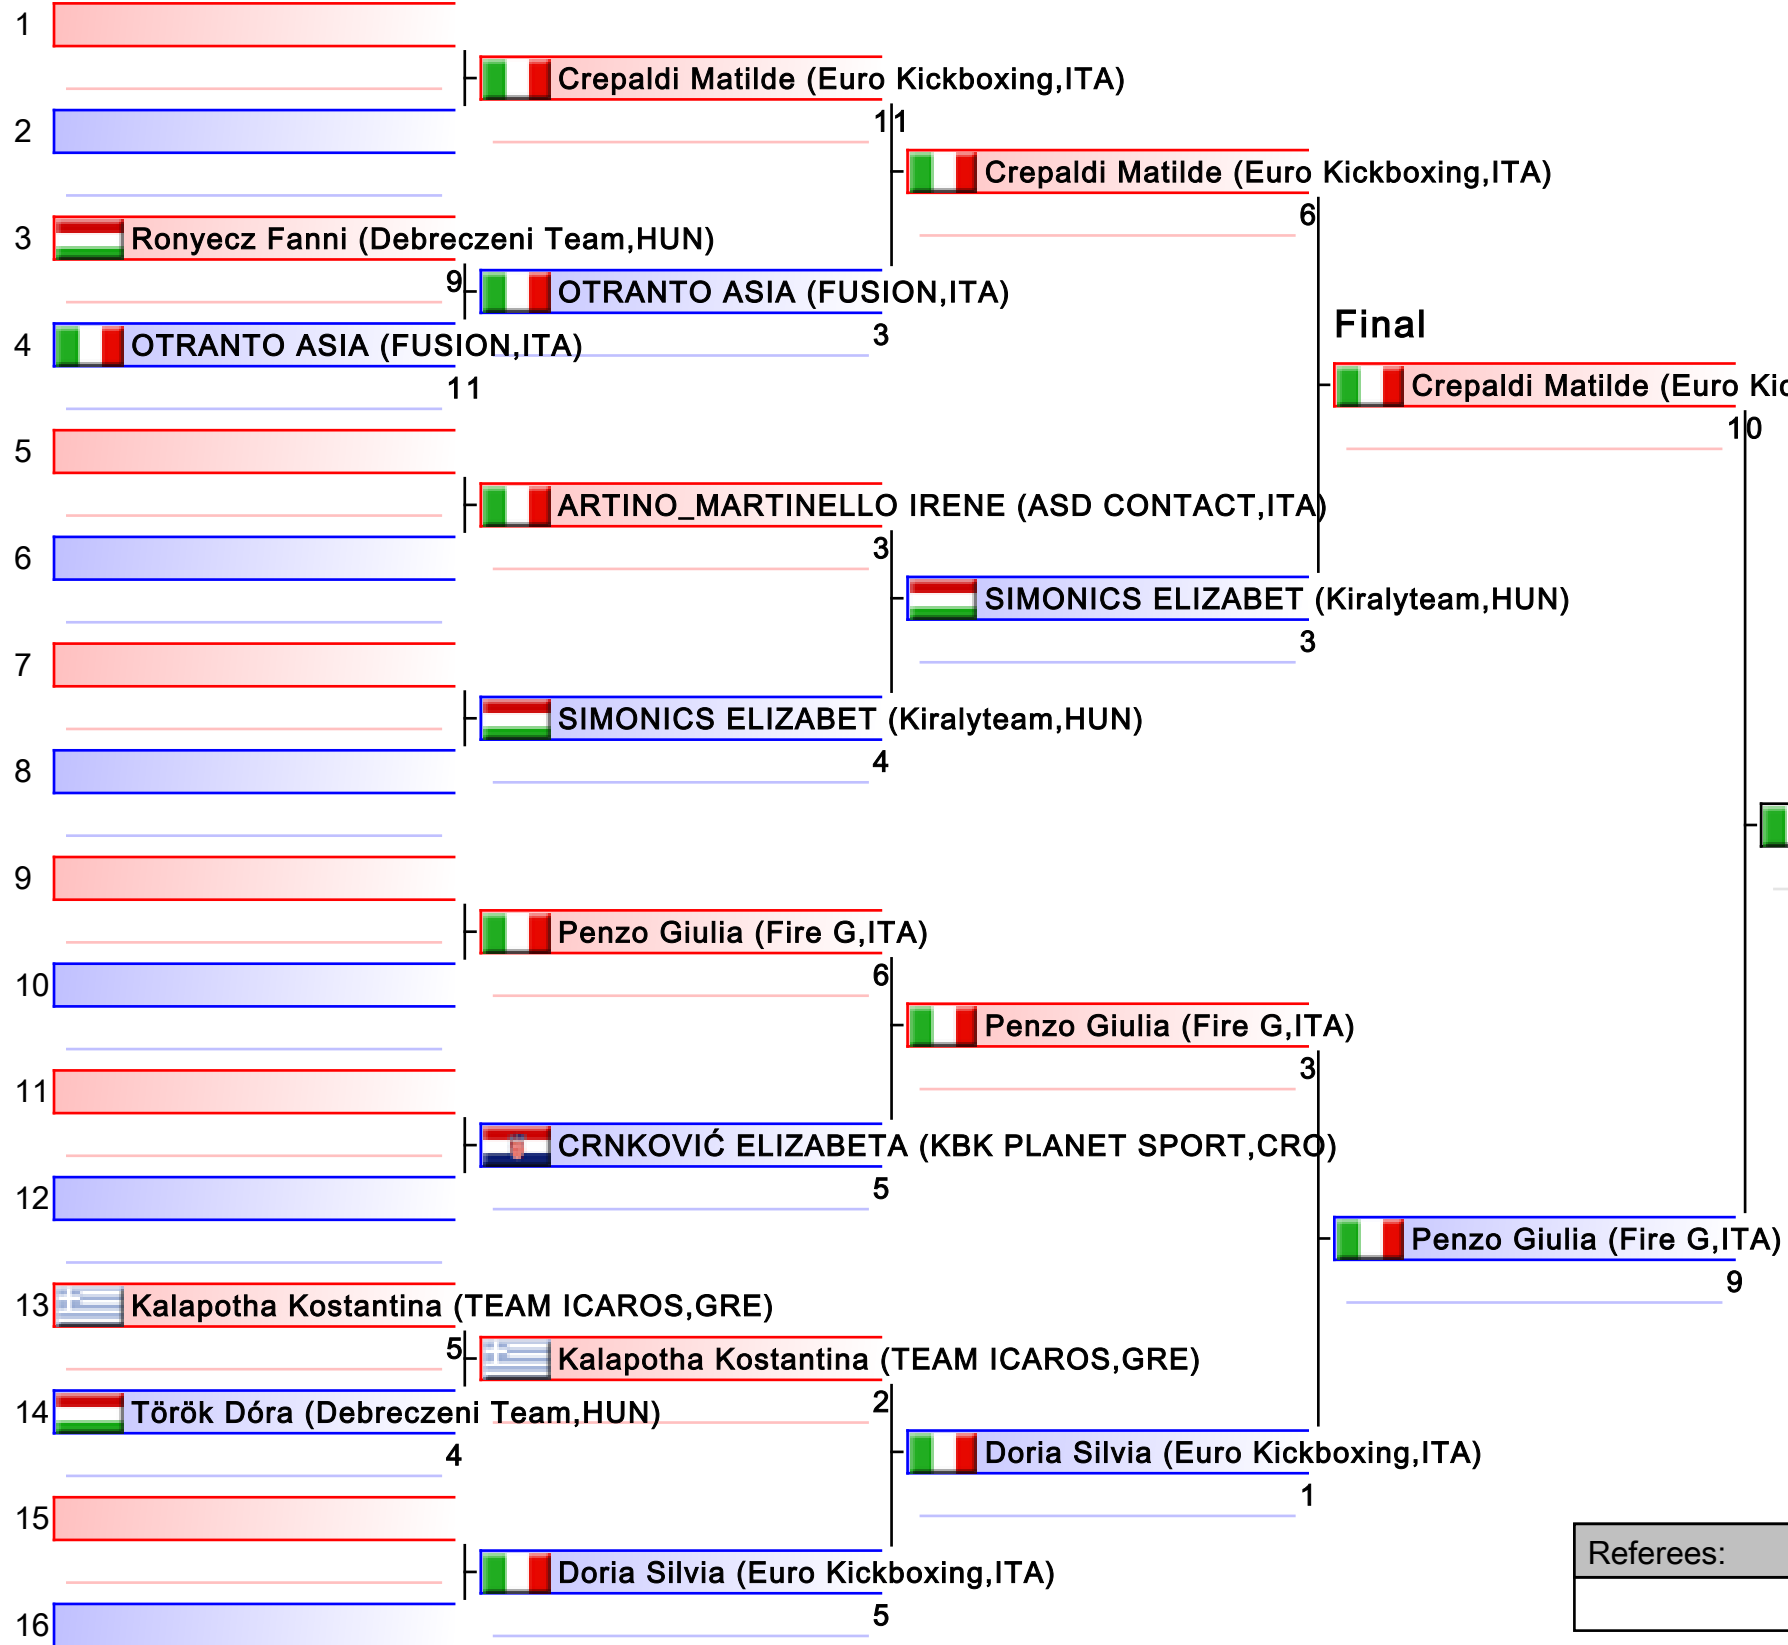 1
Crepaldi Matilde (Euro Kickboxing,ITA)
11
2
Crepaldi Matilde (Euro Kickboxing,ITA)
6
3 Ronyecz Fanni (Debreczeni Team,HUN)
9
OTRANTO ASIA (FUSION,ITA)
3
Final
4 OTRANTO ASIA (FUSION,ITA)
11
Crepaldi Matilde (Euro Kic
10
5
ARTINO_MARTINELLO IRENE (ASD CONTACT,ITA)
3
6
SIMONICS ELIZABET (Kiralyteam,HUN)
3
7
SIMONICS ELIZABET (Kiralyteam,HUN)
4
8
9
Penzo Giulia (Fire G,ITA)
6
10
Penzo Giulia (Fire G,ITA)
3
11
CRNKOVIĆ ELIZABETA (KBK PLANET SPORT,CRO)
5
12
Penzo Giulia (Fire G,ITA)
9
13 Kalapotha Kostantina (TEAM ICAROS,GRE)
5
Kalapotha Kostantina (TEAM ICAROS,GRE)
2
14 Török Dóra (Debreczeni Team,HUN)
4
Doria Silvia (Euro Kickboxing,ITA)
1
15
Doria Silvia (Euro Kickboxing,ITA)
5
16
Referees: